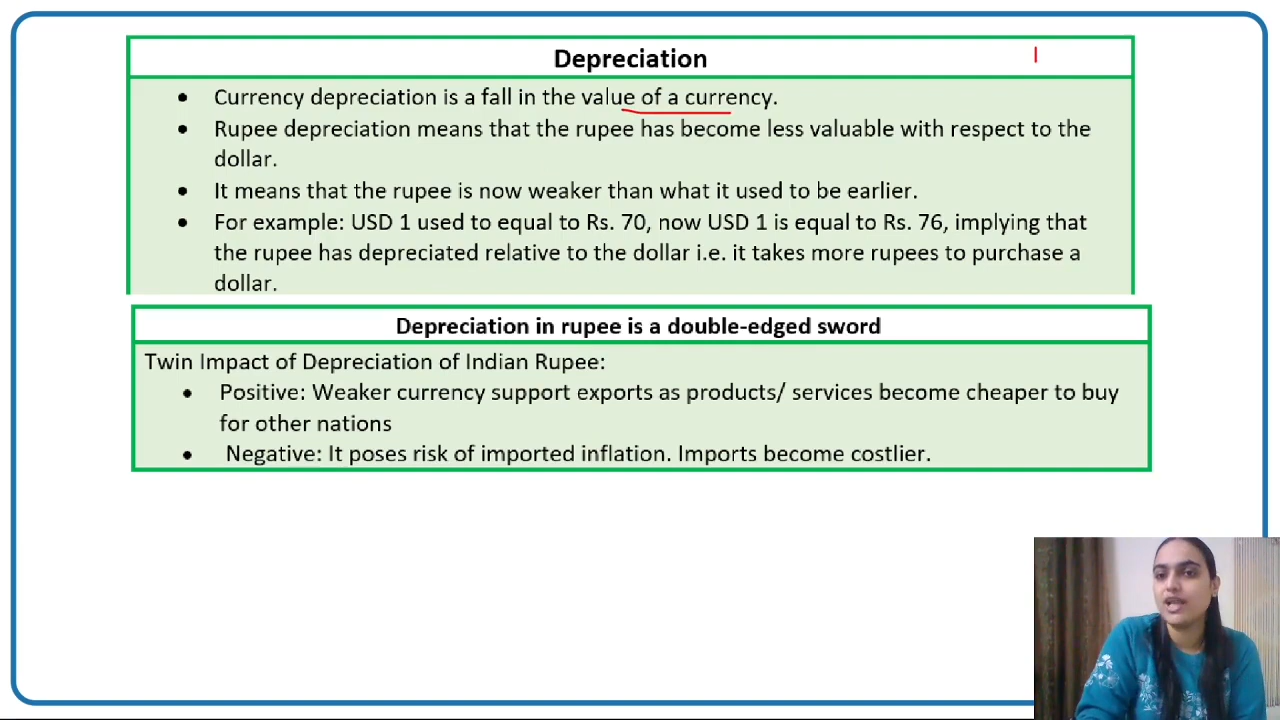 Depreciation
• Currency depreciation is a fall in the value of a currency.
• Rupee depreciation means that the rupee has become less valuable with respect to the
dollar.
• It means that the rupee is now weaker than what it used to be earlier.
• For example: USD 1 used to equal to Rs. 70, now USD 1 is equal to Rs. 76, implying that
the rupee has depreciated relative to the dollar i.e. it takes more rupees to purchase a
dollar.
Depreciation in rupee is a double-edged sword
Twin Impact of Depreciation of Indian Rupee:
• Positive: Weaker currency support exports as products/ services become cheaper to buy
for other nations
• Negative: It poses risk of imported inflation. Imports become costlier.